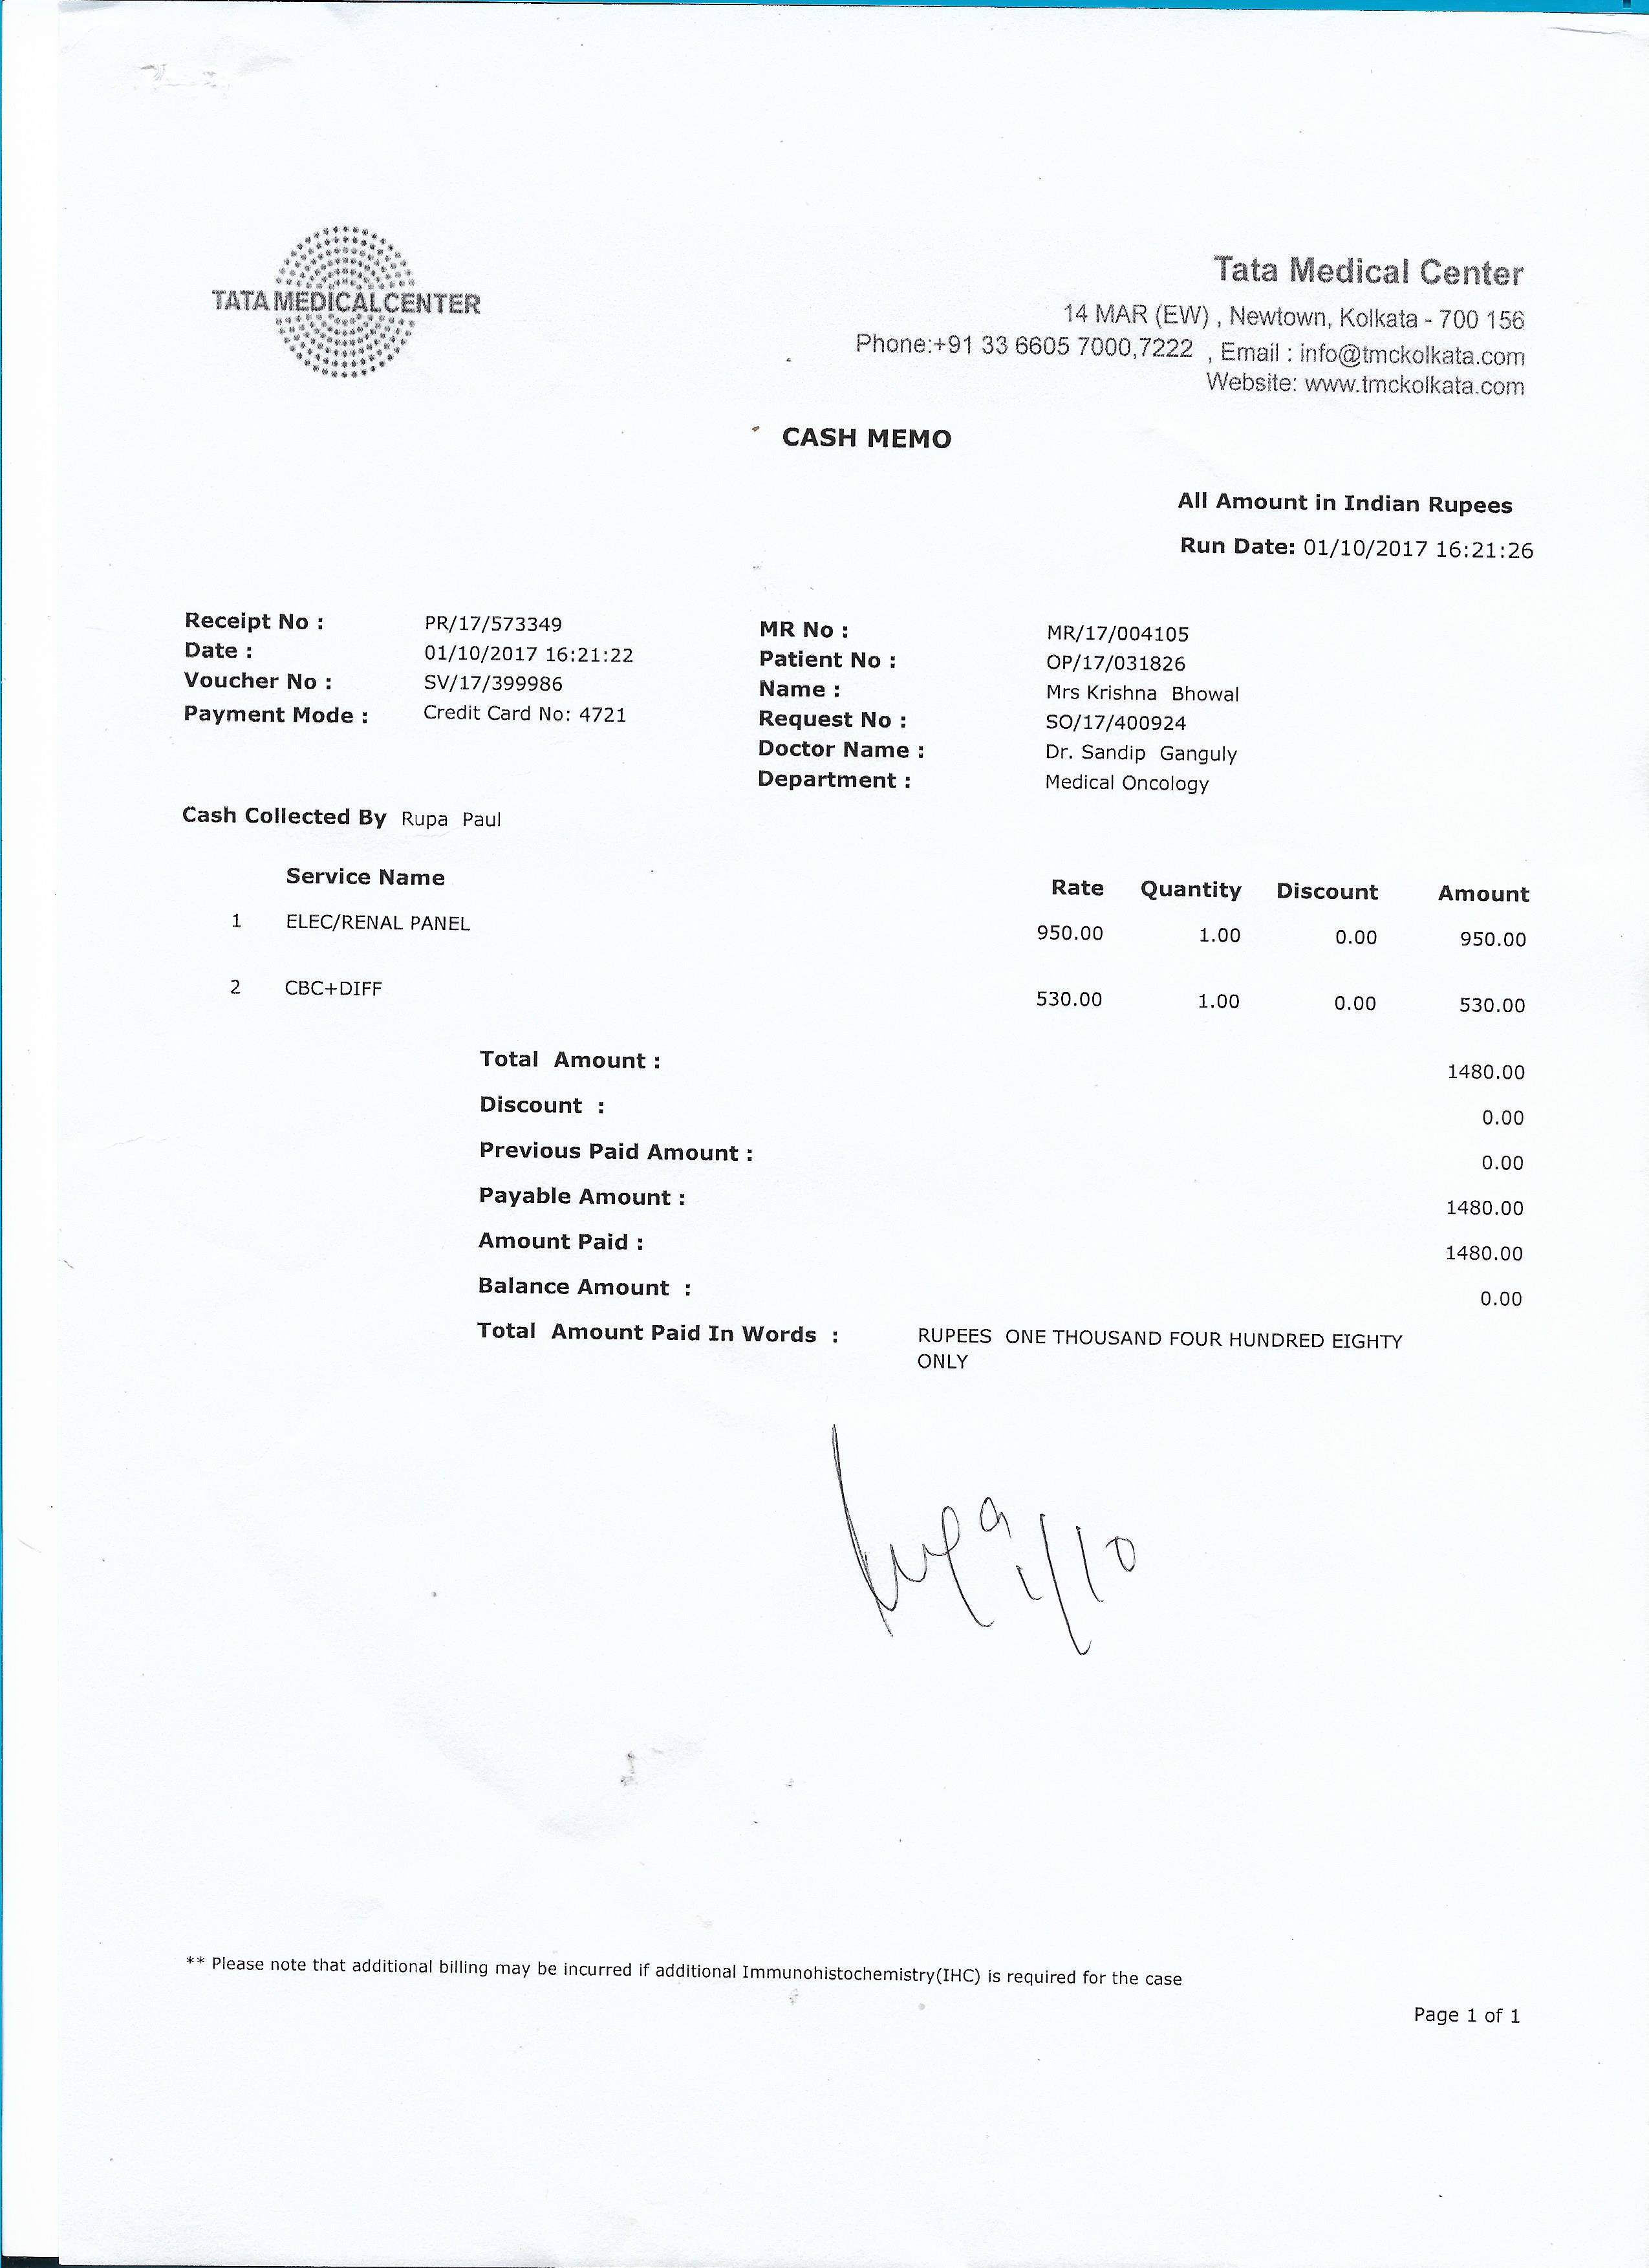 TATA MEDICAL CENTER
Tata Medical Center
14 MAR (EW) , Newtown, Kolkata - 700 156
Phone:+91 33 6605 7000,7222 , Email : info@tmckolkata.com
Website: www.tmckolkata.com
CASH MEMO
All Amount in Indian Rupees
Run Date: 01/10/2017 16:21:26
Receipt No : PR/17/573349 MR No : MR/17/004105
Date : 01/10/2017 16:21:22 Patient No : OP/17/031826
Voucher No : SV/17/399986 Name : Mrs Krishna Bhowal
Payment Mode : Credit Card No: 4721 Request No : SO/17/400924
Doctor Name : Dr. Sandip Ganguly
Department : Medical Oncology
Cash Collected By Rupa Paul
Service Name Rate Quantity Discount Amount
1 ELEC/RENAL PANEL 950.00 1.00 0.00 950.00
2 CBC+DIFF 530.00 1.00 0.00 530.00
Total Amount : 1480.00
Discount : 0.00
Previous Paid Amount : 0.00
Payable Amount : 1480.00
Amount Paid : 1480.00
Balance Amount : 0.00
Total Amount Paid In Words : RUPEES ONE THOUSAND FOUR HUNDRED EIGHTY
ONLY
1/10
** Please note that additional billing may be incurred if additional Immunohistochemistry(IHC) is required for the case
Page 1 of 1